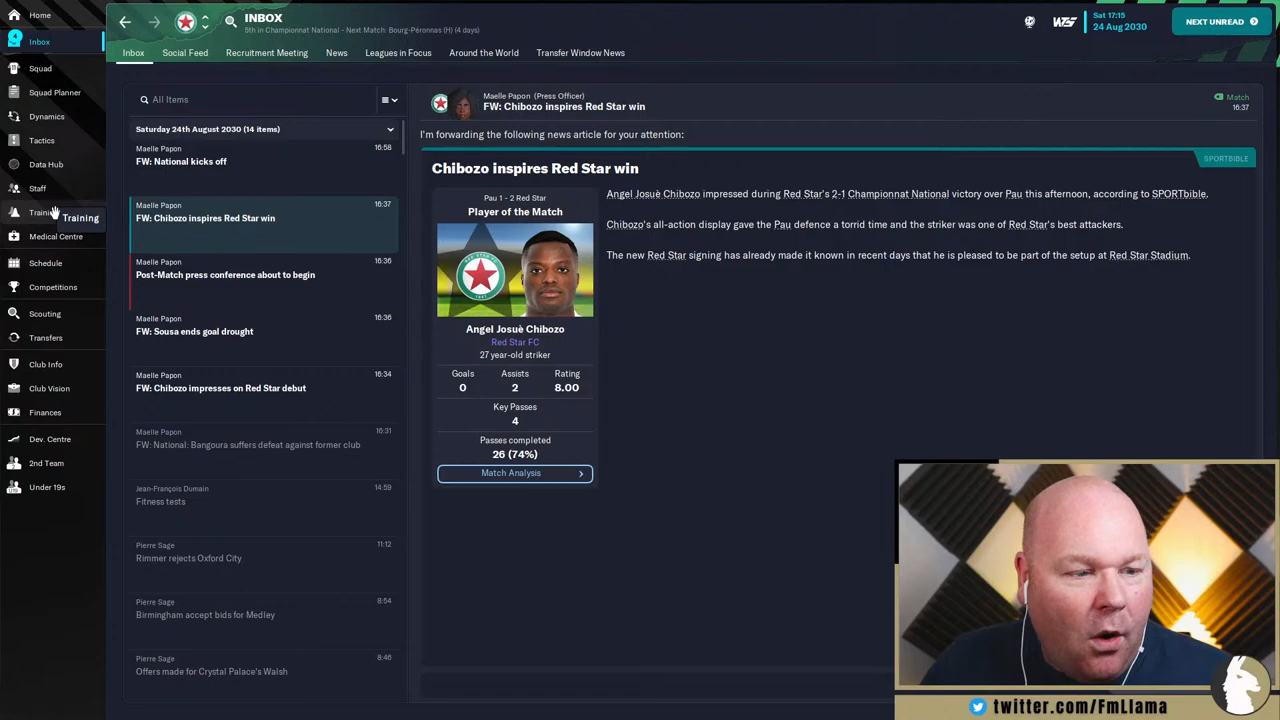 Home
INBOX
5th in Championnat National - Next Match: Bourg-Péronnas (H) (4 days)
Sat 17:15
24 Aug 2030
NEXT UNREAD
4
Inbox
Inbox
Social Feed
Recruitment Meeting
News
Leagues in Focus
Around the World
Transfer Window News
Squad
Squad Planner
Dynamics
Tactics
Data Hub
Staff
Training
Medical Centre
Schedule
Competitions
Scouting
Transfers
Club Info
Club Vision
Finances
Dev. Centre
2nd Team
Under 19s
All Items
Saturday 24th August 2030 (14 items)
Maelle Papon 16:58
FW: National kicks off
Maelle Papon 16:37
FW: Chibozo inspires Red Star win
Maelle Papon 16:36
Post-Match press conference about to begin
Maelle Papon 16:36
FW: Sousa ends goal drought
Maelle Papon 16:34
FW: Chibozo impresses on Red Star debut
Maelle Papon 16:31
FW: National: Bangoura suffers defeat against former club
Jean-François Dumain 14:59
Fitness tests
Pierre Sage 11:12
Rimmer rejects Oxford City
Pierre Sage 8:54
Birmingham accept bids for Medley
Pierre Sage 8:46
Offers made for Crystal Palace's Walsh
Maelle Papon (Press Officer)
FW: Chibozo inspires Red Star win
Match
16:37
I'm forwarding the following news article for your attention:
Chibozo inspires Red Star win
SPORTBIBLE
Pau 1 - 2 Red Star
Player of the Match
Angel Josuè Chibozo
Red Star FC
27 year-old striker
Goals Assists Rating
0 2 8.00
Key Passes
4
Passes completed
26 (74%)
Match Analysis
Angel Josuè Chibozo impressed during Red Star's 2-1 Championnat National victory over Pau this afternoon, according to SPORTbible.
Chibozo's all-action display gave the Pau defence a torrid time and the striker was one of Red Star's best attackers.
The new Red Star signing has already made it known in recent days that he is pleased to be part of the setup at Red Star Stadium.
twitter.com/FmLlama